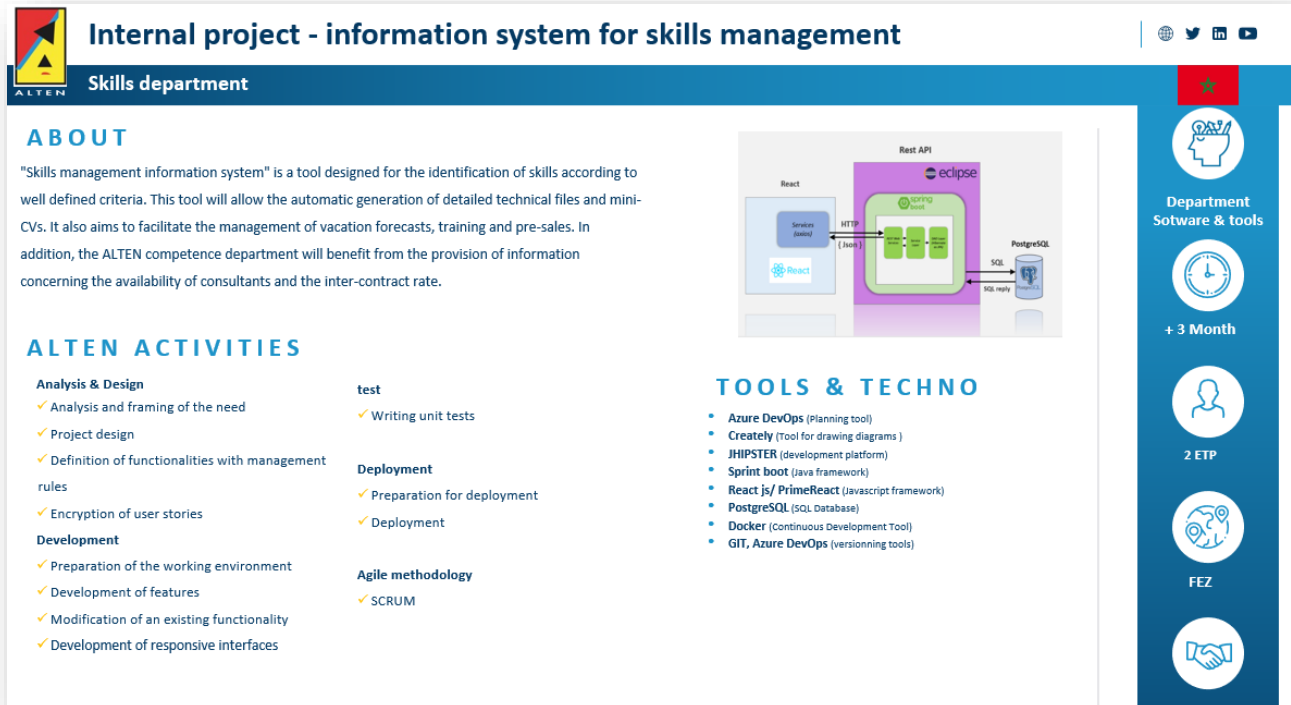 Internal project - information system for skills management
ALTEN
Skills department
ABOUT
"Skills management information system" is a tool designed for the identification of skills according to
well defined criteria. This tool will allow the automatic generation of detailed technical files and mini-
CVs. It also aims to facilitate the management of vacation forecasts, training and pre-sales. In
addition, the ALTEN competence department will benefit from the provision of information
concerning the availability of consultants and the inter-contract rate.
ALTEN ACTIVITIES
Analysis & Design
Analysis and framing of the need
Project design
Definition of functionalities with management
rules
Encryption of user stories
Development
Preparation of the working environment
Development of features
Modification of an existing functionality
Development of responsive interfaces
test
Writing unit tests
Deployment
Preparation for deployment
Deployment
Agile methodology
SCRUM
Rest API
eclipse
React
spring
boot
Services
(axios)
HTTP
{ Json }
React
PostgreSQL
SQL
SQL reply
TOOLS & TECHNO
Azure DevOps (Planning tool)
Creately (Tool for drawing diagrams )
JHIPSTER (development platform)
Sprint boot (Java framework)
React js/ PrimeReact (Javascript framework)
PostgreSQL (SQL Database)
Docker (Continuous Development Tool)
GIT, Azure DevOps (versionning tools)
Department
Sotware & tools
+ 3 Month
2 ETP
FEZ